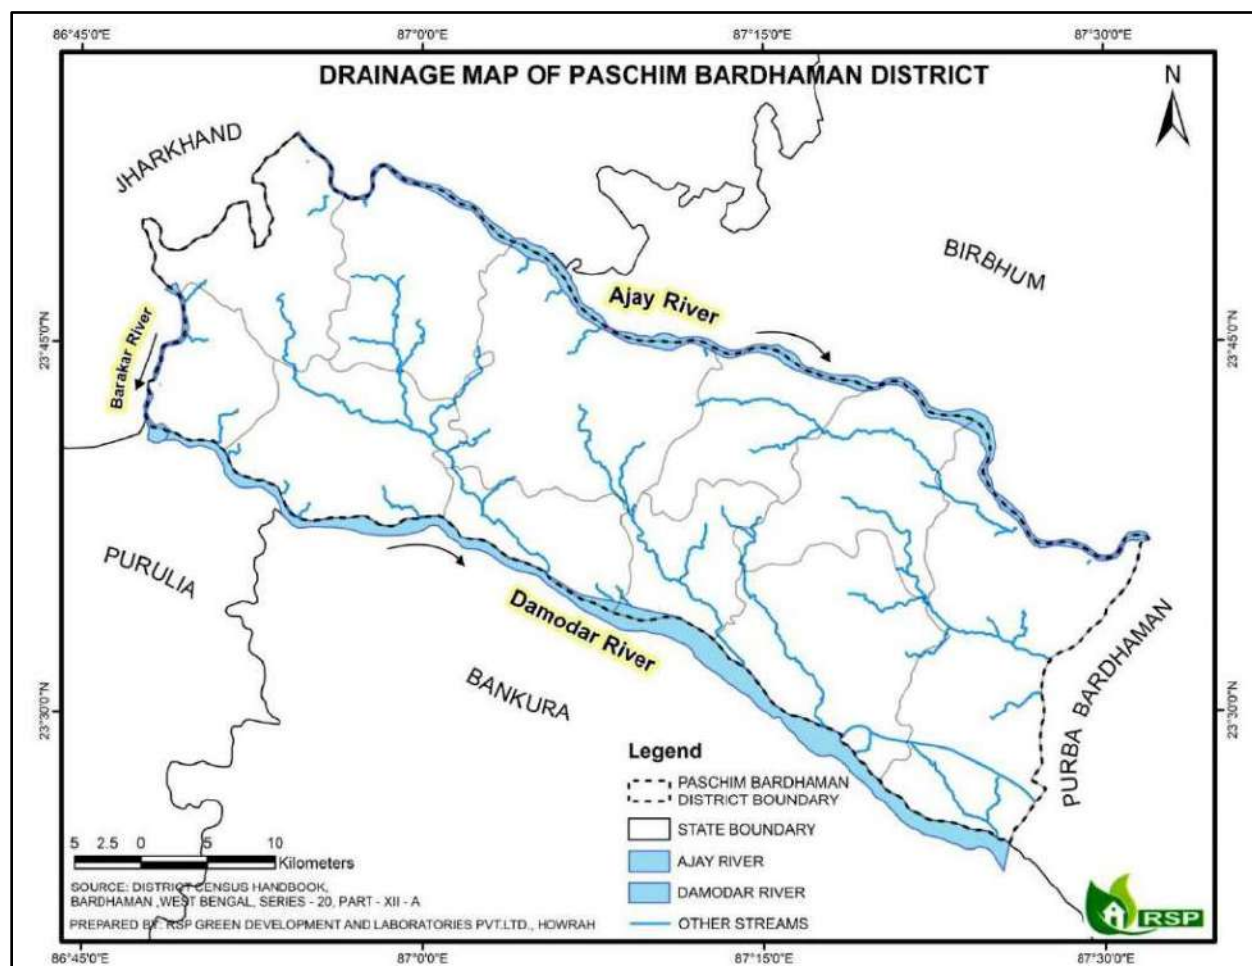 86°45'0"E
87°0'0"E
87°15'0"E
87°30'0"E
DRAINAGE MAP OF PASCHIM BARDHAMAN DISTRICT
N
JHARKHAND
BIRBHUM
Ajay River
23°45'0"N
23°45'0"N
Barakar River
PURULIA
Damodar River
BANKURA
PURBA BARDHAMAN
23°30'0"N
23°30'0"N
Legend
PASCHIM BARDHAMAN
DISTRICT BOUNDARY
STATE BOUNDARY
AJAY RIVER
DAMODAR RIVER
OTHER STREAMS
5 2.5 0 5 10
Kilometers
SOURCE: DISTRICT CENSUS HANDBOOK,
BARDHAMAN ,WEST BENGAL, SERIES - 20, PART - XII - A
PREPARED BY: RSP GREEN DEVELOPMENT AND LABORATORIES PVT.LTD., HOWRAH
RSP
86°45'0"E
87°0'0"E
87°15'0"E
87°30'0"E